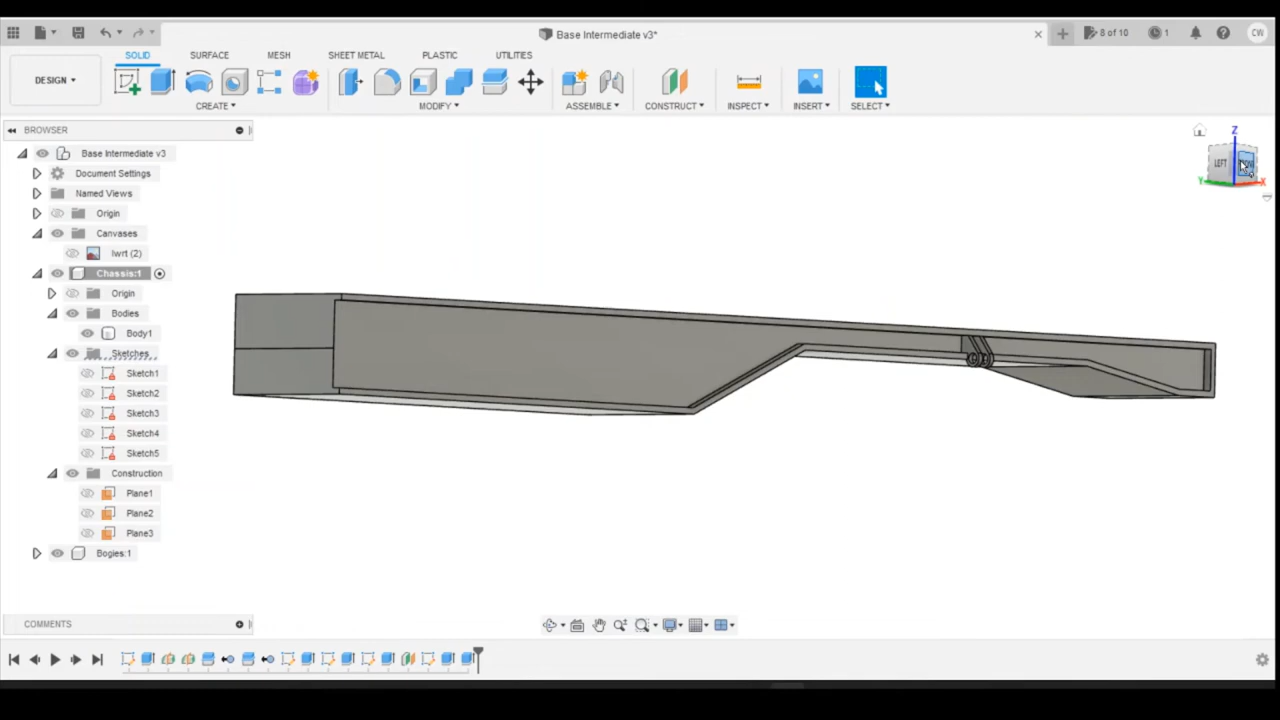 Base Intermediate v3*
8 of 10
1
CW
DESIGN
SOLID
SURFACE
MESH
SHEET METAL
PLASTIC
UTILITIES
CREATE
MODIFY
ASSEMBLE
CONSTRUCT
INSPECT
INSERT
SELECT
BROWSER
Base Intermediate v3
Document Settings
Named Views
Origin
Canvases
lwrt (2)
Chassis:1
Origin
Bodies
Body1
Sketches
Sketch1
Sketch2
Sketch3
Sketch4
Sketch5
Construction
Plane1
Plane2
Plane3
Bogies:1
Z
LEFT
Y
X
COMMENTS